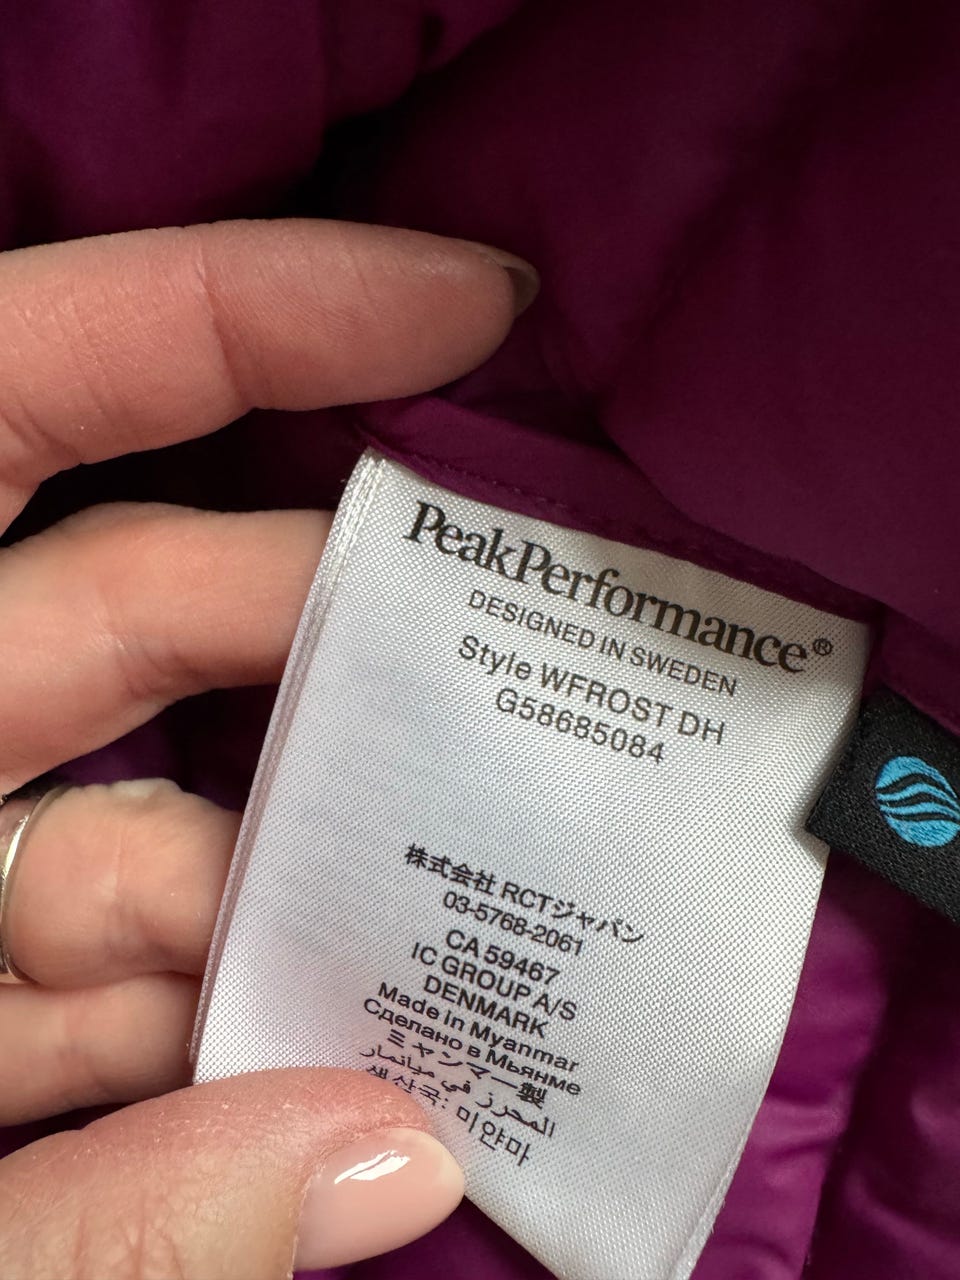 PeakPerformance®
DESIGNED IN SWEDEN
Style WFROST DH
G58685084
株式会社 RCTジャパン
03-5768-2061
CA 59467
IC GROUP A/S
DENMARK
Made in Myanmar
Сделано в Мьянме
ミャンマー製
المحرز في ميانمار
생산국: 미얀마